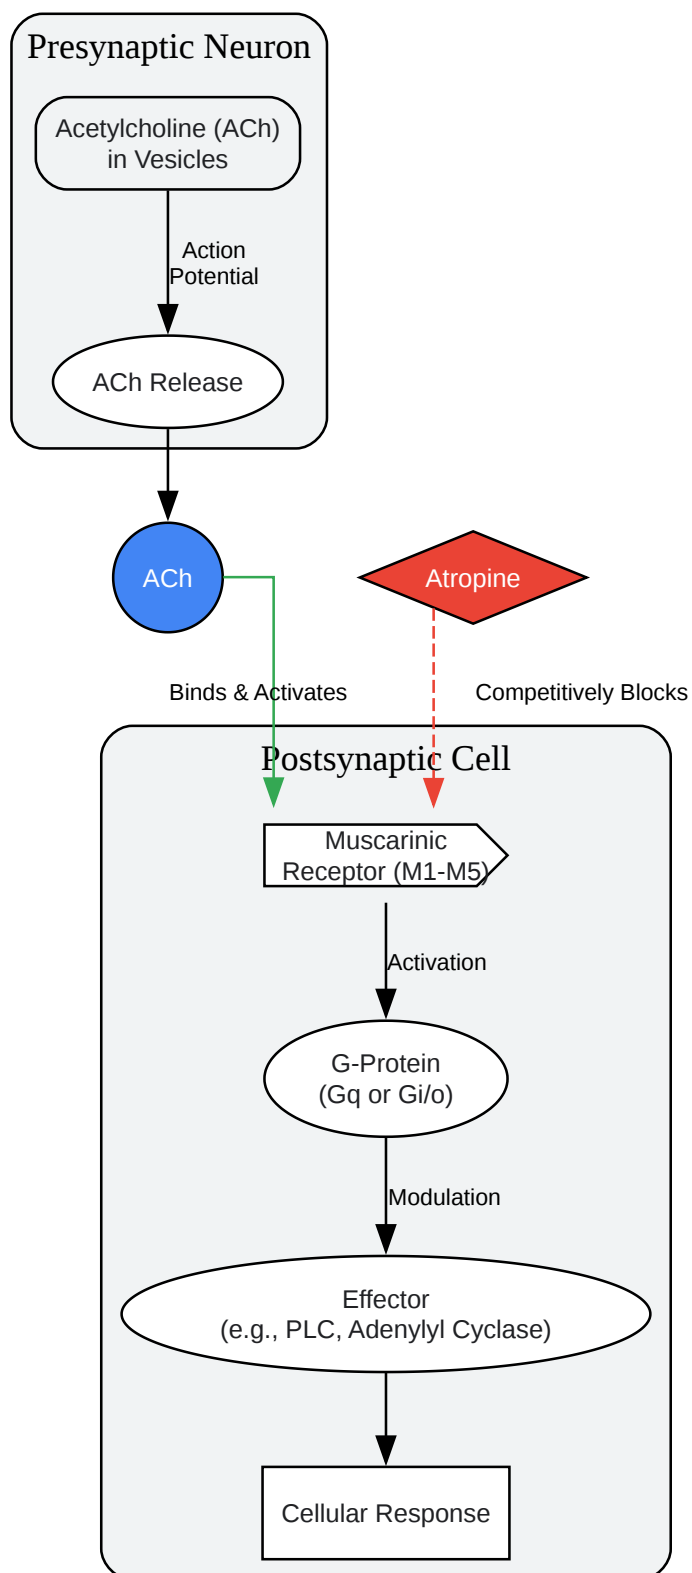 Presynaptic Neuron
Acetylcholine (ACh)
in Vesicles
Action
Potential
ACh Release
ACh
Atropine
Binds & Activates
Competitively Blocks
Postsynaptic Cell
Muscarinic
Receptor (M1-M5)
Activation
G-Protein
(Gq or Gi/o)
Modulation
Effector
(e.g., PLC, Adenylyl Cyclase)
Cellular Response